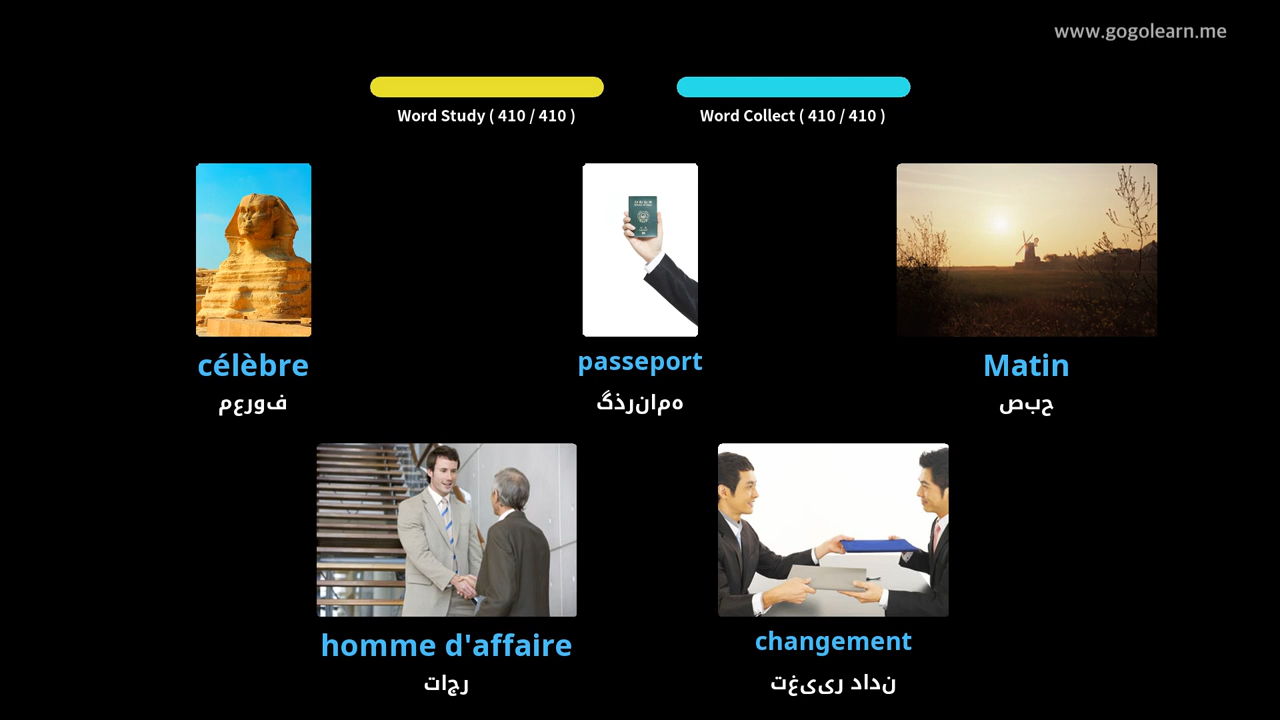 www.gogolearn.me
Word Study ( 410 / 410 )
Word Collect ( 410 / 410 )
célèbre
passeport
Matin
فورعم
همانرذگ
حبص
homme d'affaire
changement
رجات
نداد رییغت